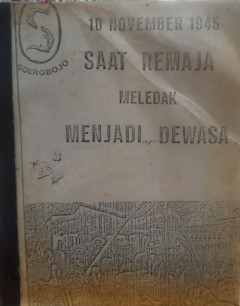 10 NOVEMBER 1945
SOEROBOJO
SAAT REMAJA
MELEDAK
MENJADI DEWASA